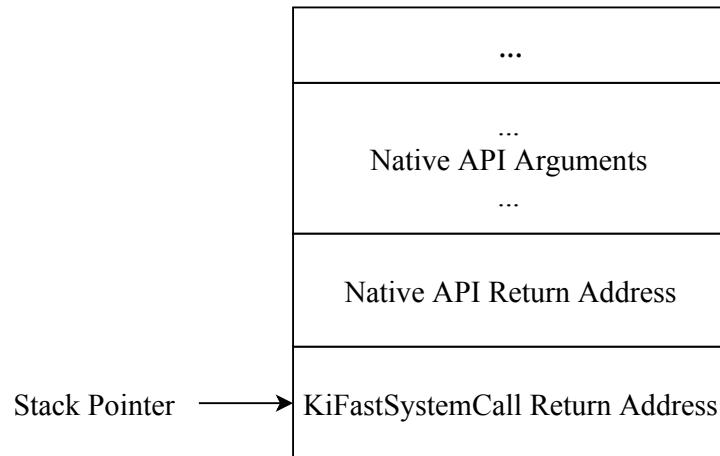 ...
...
Native API Arguments
...
Native API Return Address
Stack Pointer
KiFastSystemCall Return Address